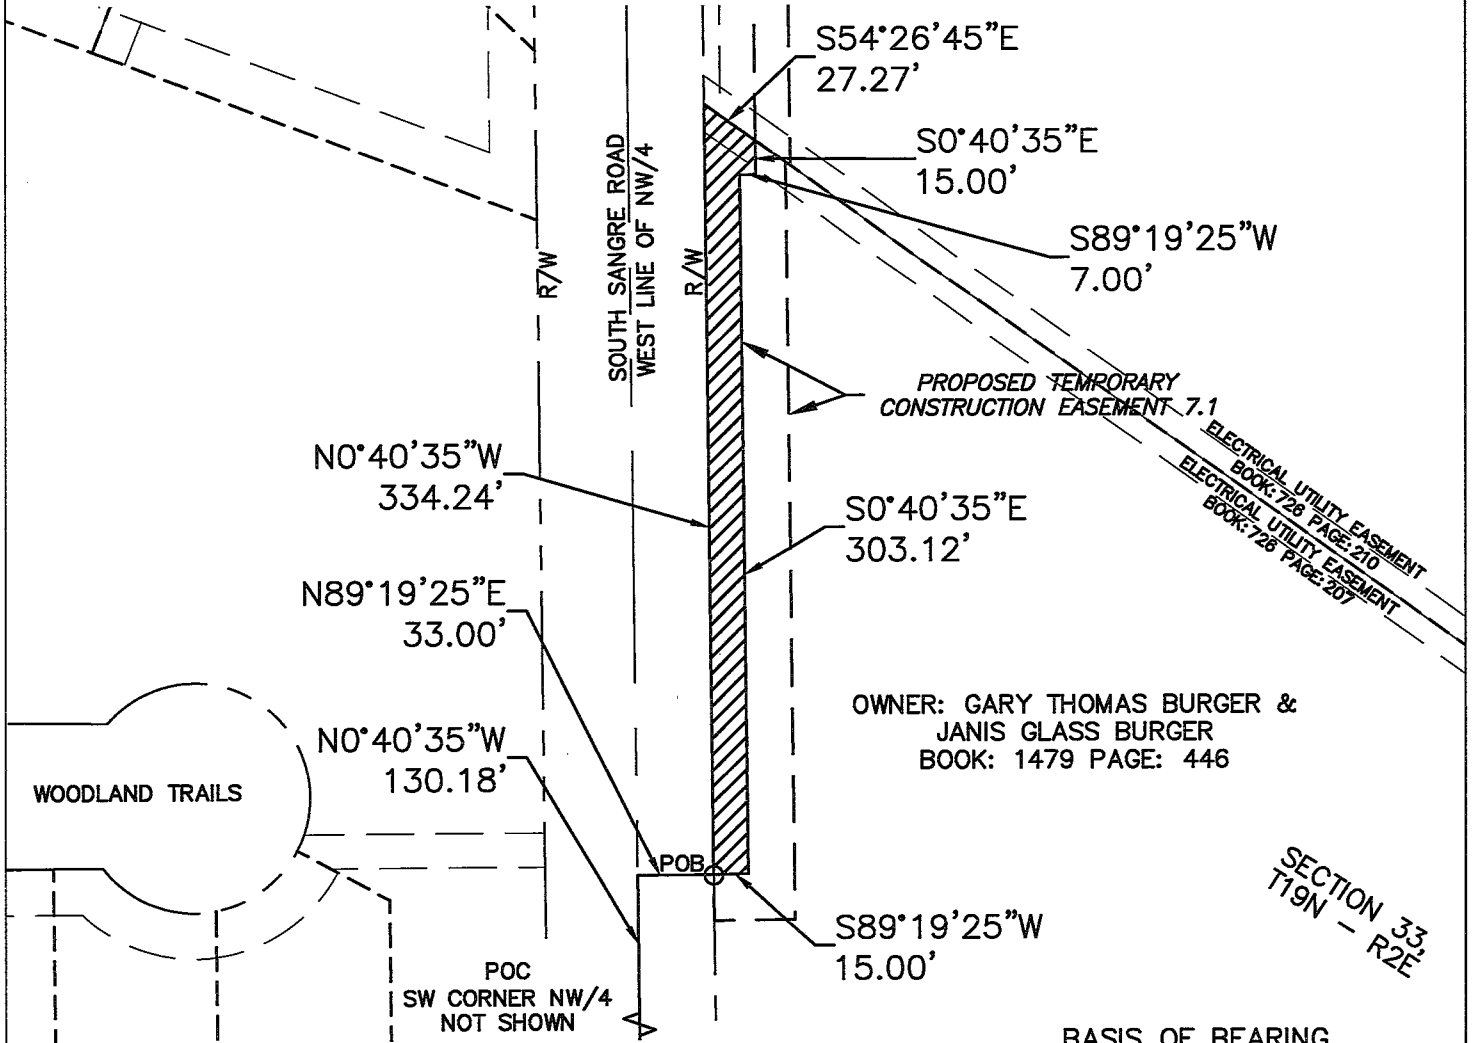 S54°26'45"E
27.27'
S0°40'35"E
15.00'
S89°19'25"W
7.00'
SOUTH SANGRE ROAD
WEST LINE OF NW/4
R/W
R/W
PROPOSED TEMPORARY
CONSTRUCTION EASEMENT 7.1
ELECTRICAL UTILITY EASEMENT
BOOK: 726 PAGE: 210
ELECTRICAL UTILITY EASEMENT
BOOK: 726 PAGE: 207
N0°40'35"W
334.24'
S0°40'35"E
303.12'
N89°19'25"E
33.00'
OWNER: GARY THOMAS BURGER &
JANIS GLASS BURGER
BOOK: 1479 PAGE: 446
N0°40'35"W
130.18'
WOODLAND TRAILS
POB
S89°19'25"W
15.00'
SECTION 33,
T19N – R2E
POC
SW CORNER NW/4
NOT SHOWN
BASIS OF BEARING